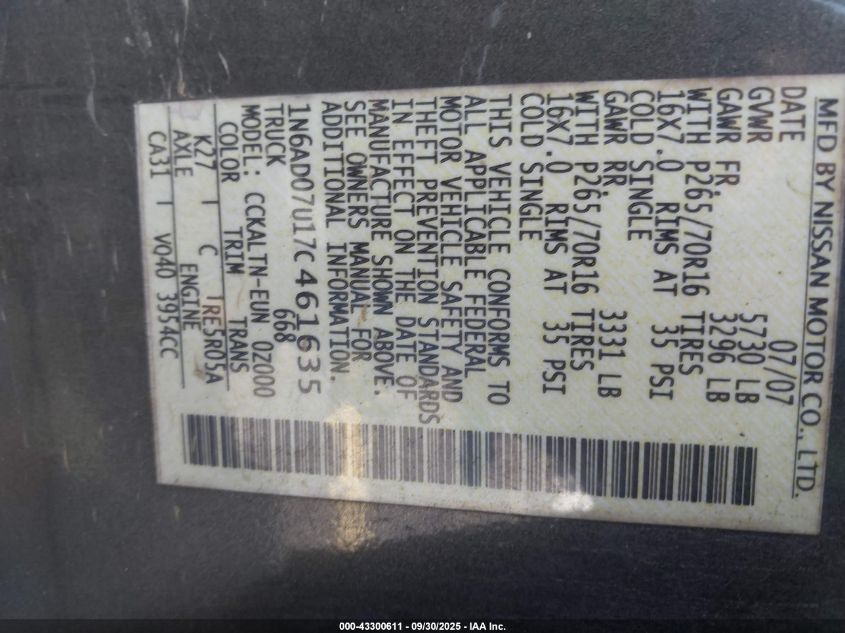 MFD BY NISSAN MOTOR CO., LTD.
DATE 07/07
GVWR 5730 LB
GAWR FR. 3296 LB
WITH P265/70R16 TIRES
16X7.0 RIMS AT 35 PSI
COLD SINGLE
GAWR RR. 3331 LB
WITH P265/70R16 TIRES
16X7.0 RIMS AT 35 PSI
COLD SINGLE
THIS VEHICLE CONFORMS TO
ALL APPLICABLE FEDERAL
MOTOR VEHICLE SAFETY AND
THEFT PREVENTION STANDARDS
IN EFFECT ON THE DATE OF
MANUFACTURE SHOWN ABOVE.
SEE OWNERS MANUAL FOR
ADDITIONAL INFORMATION.
1N6AD07U17C461635
TRUCK 668
MODEL: CCKALTN-EUN 0Z000
COLOR TRIM TRANS
K27 C TRE5R05A
AXLE ENGINE
CA31 VQ40 3954CC
000-43300611 - 09/30/2025 - IAA Inc.